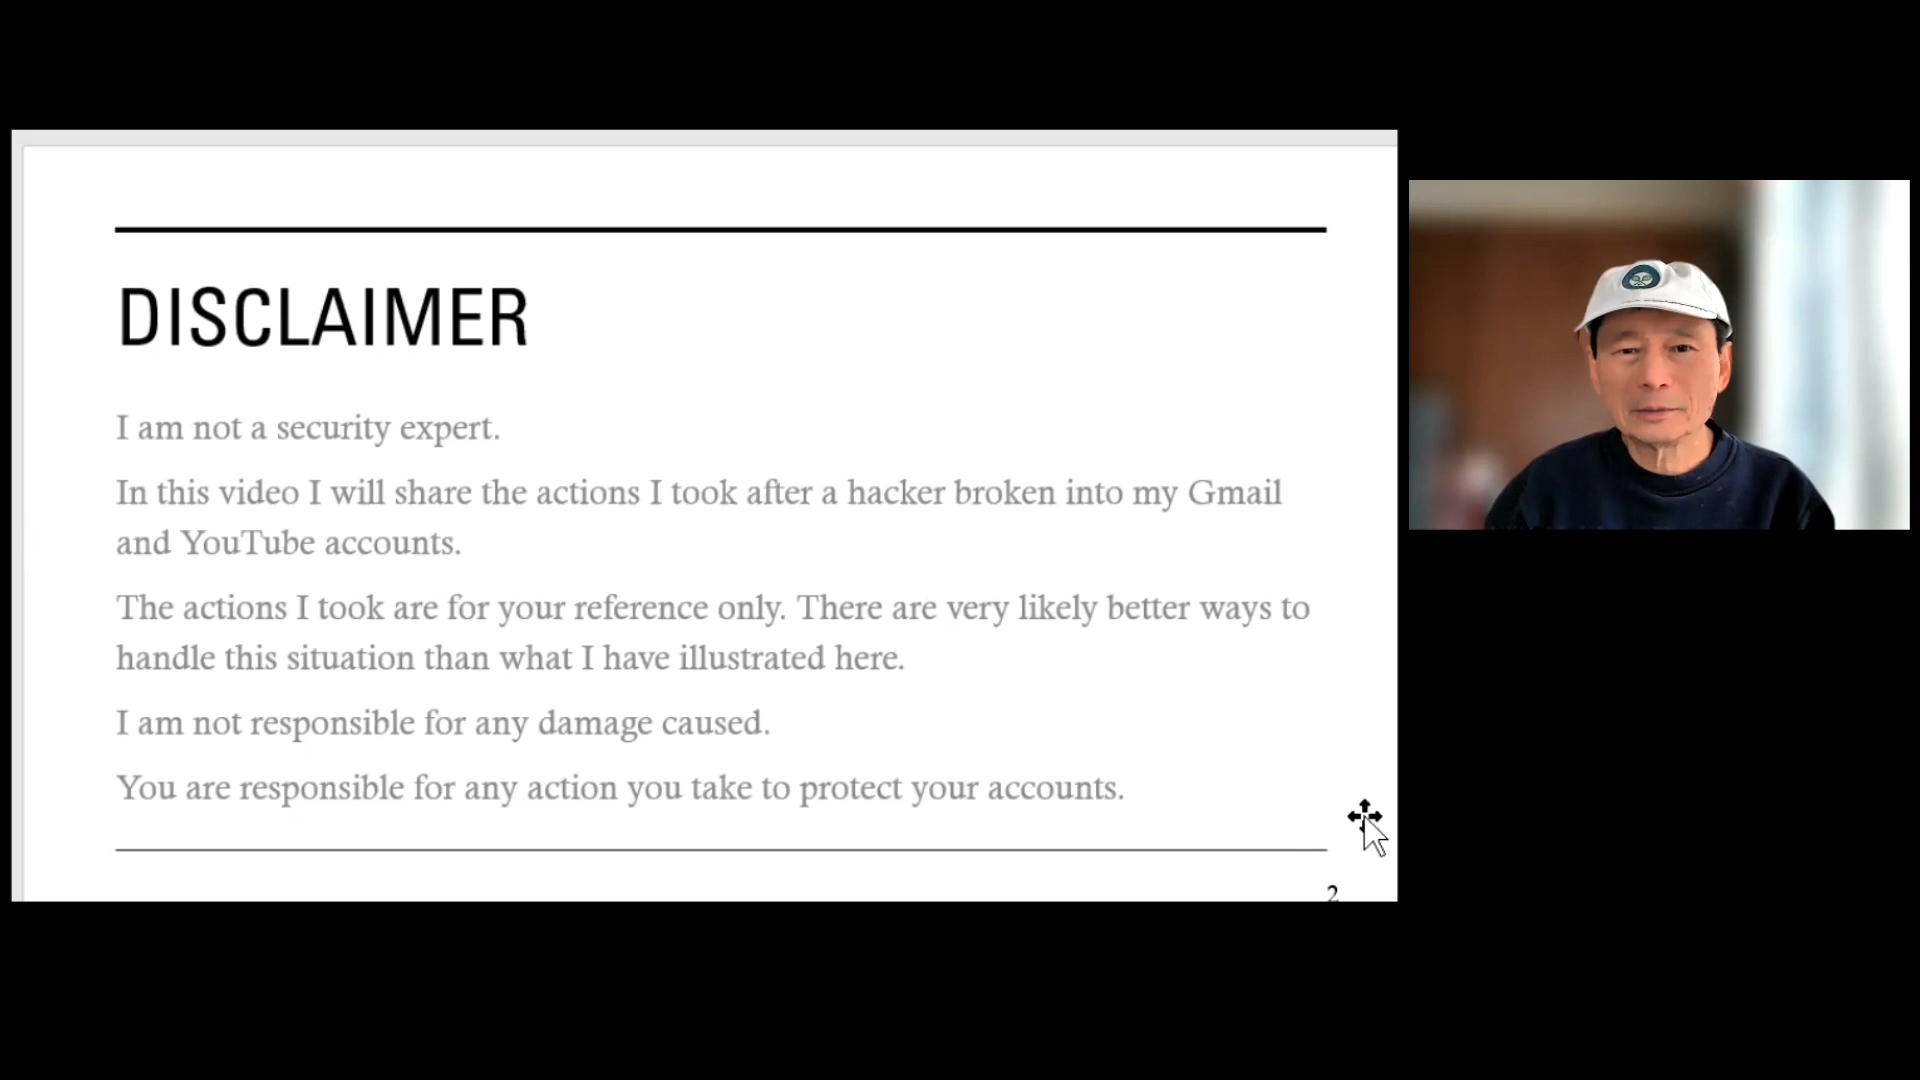 DISCLAIMER
I am not a security expert.
In this video I will share the actions I took after a hacker broken into my Gmail
and YouTube accounts.
The actions I took are for your reference only. There are very likely better ways to
handle this situation than what I have illustrated here.
I am not responsible for any damage caused.
You are responsible for any action you take to protect your accounts.
2